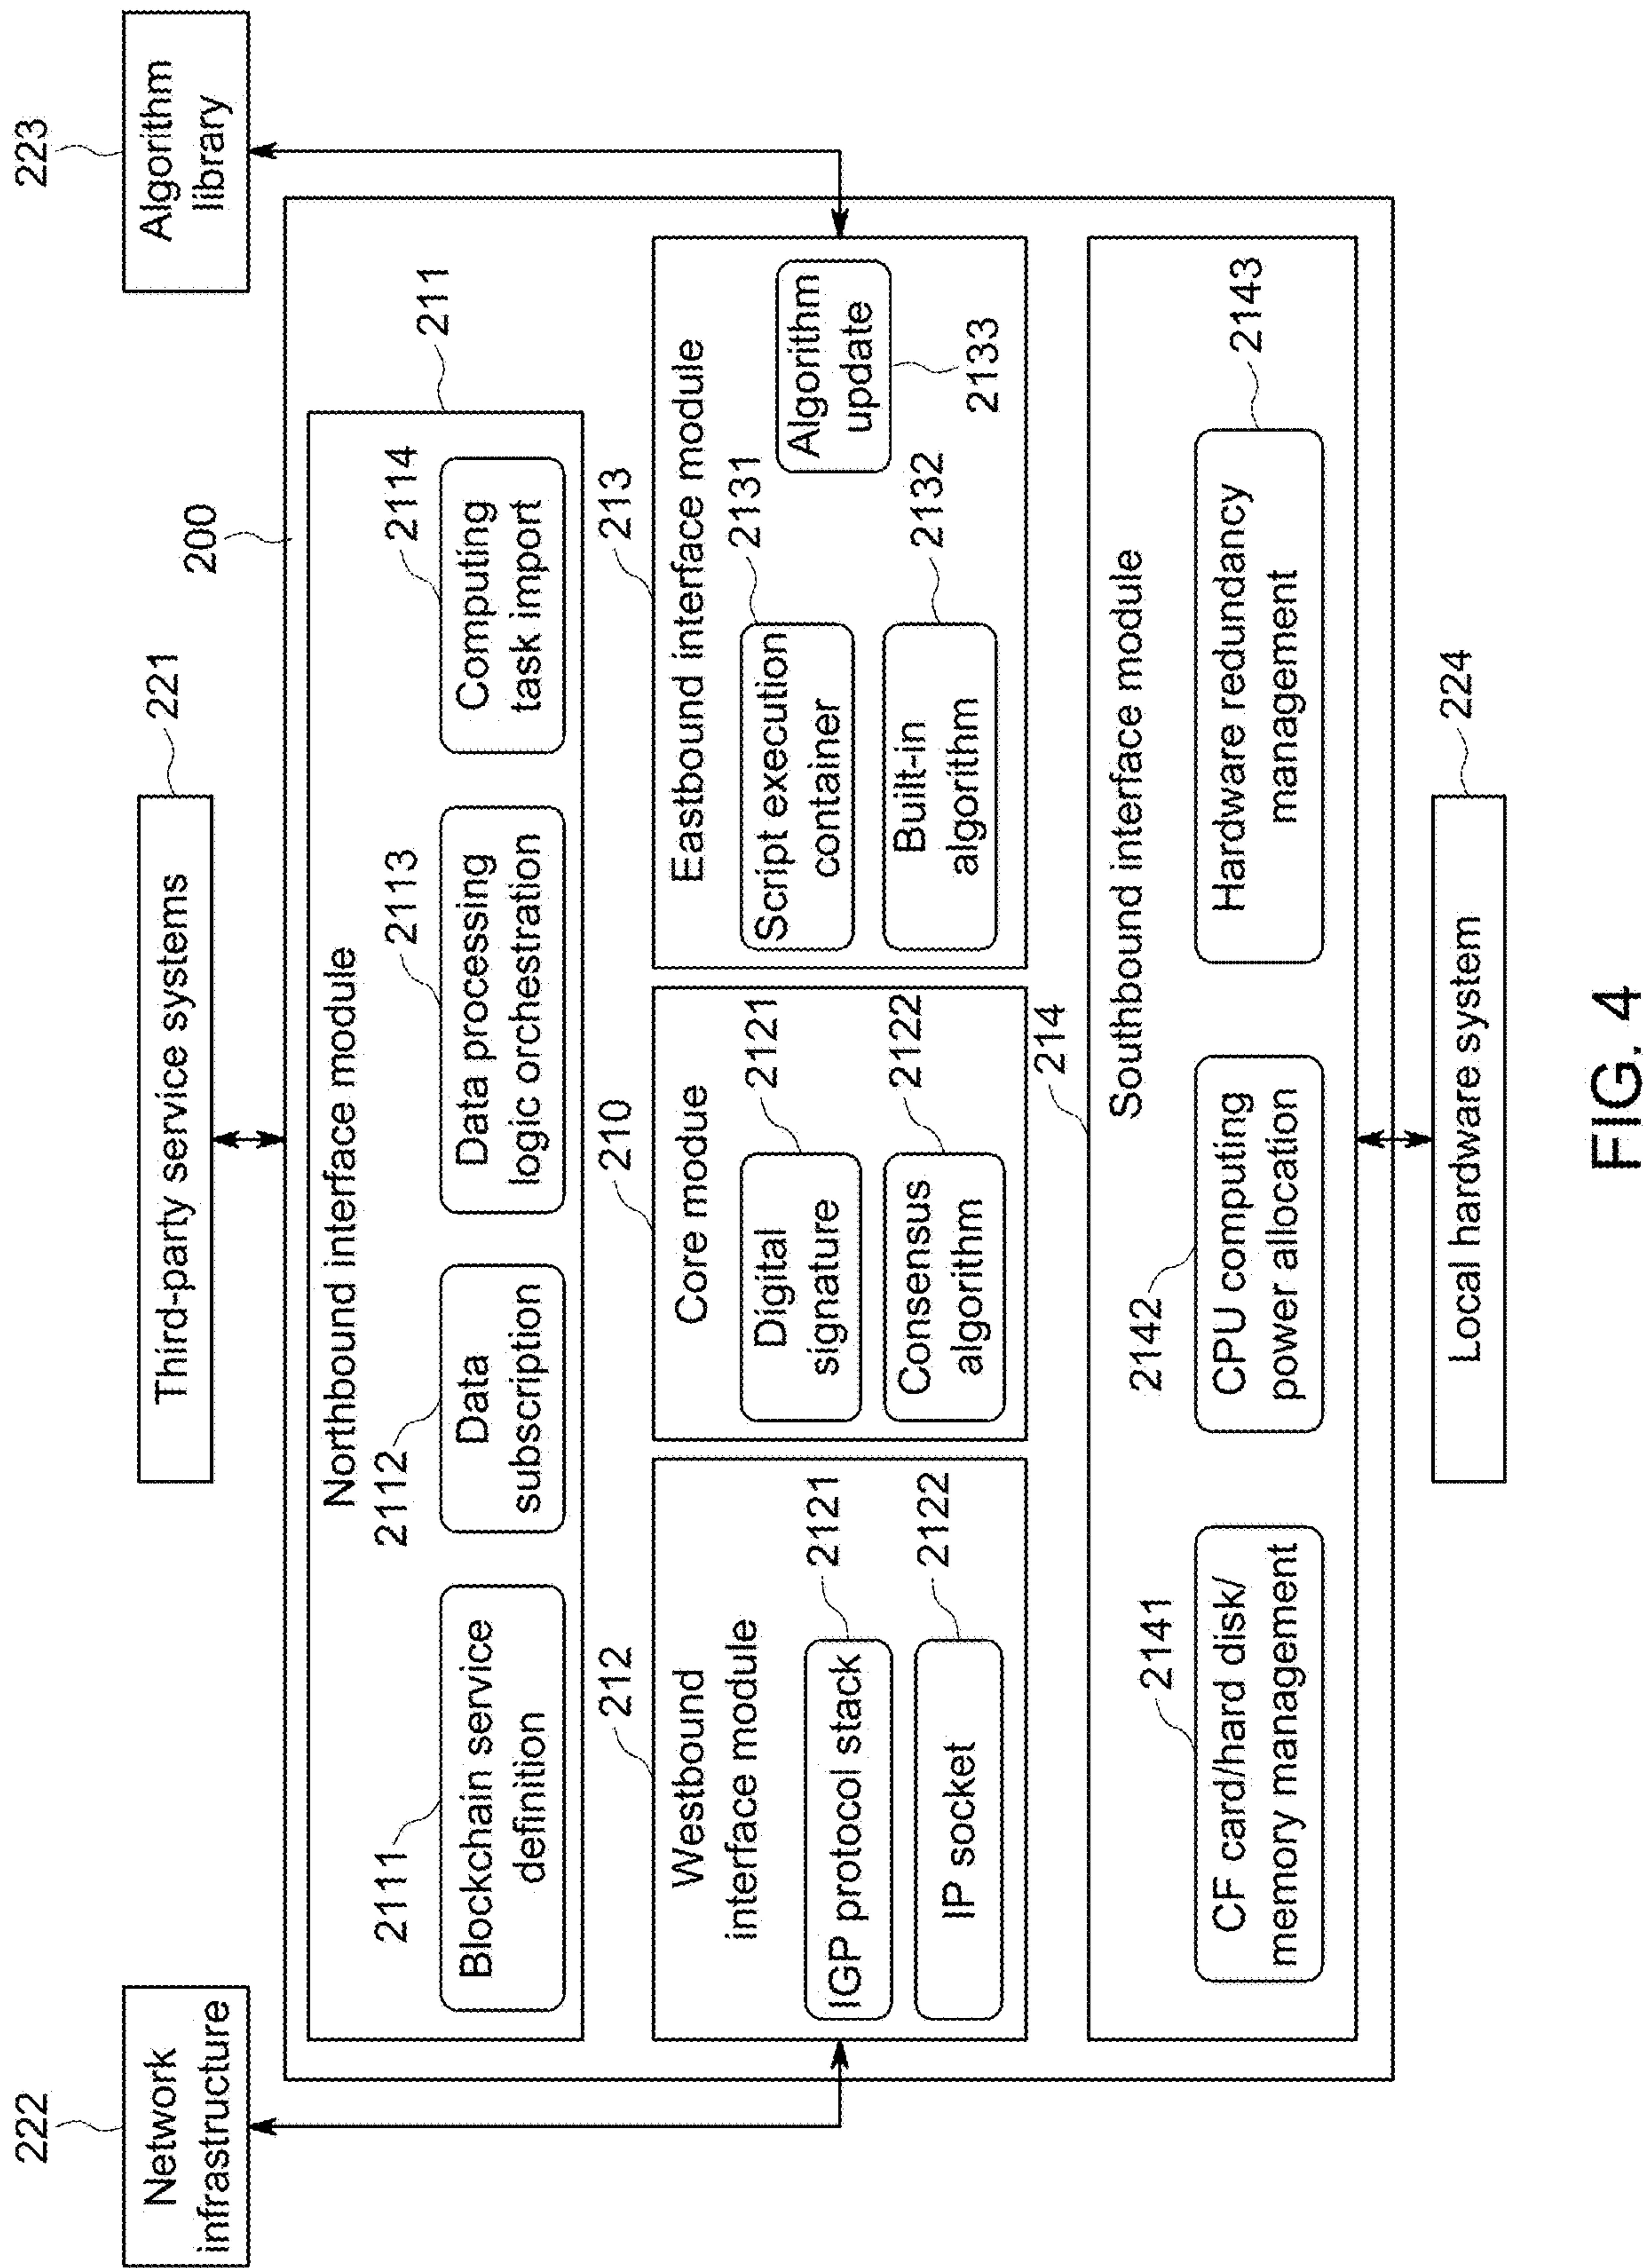 222
Network
infrastructure
221
Third-party service systems
223
Algorithm
library
200
211
Northbound interface module
2111
Blockchain service
definition
2112
Data
subscription
2113
Data processing
logic orchestration
2114
Computing
task import
212
Westbound
interface module
IGP protocol stack
2121
IP socket
2122
210
Core modue
Digital
signature
2121
Consensus
algorithm
2122
213
Eastbound interface module
Script execution
container
2131
Built-in
algorithm
2132
Algorithm
update
2133
214
Southbound interface module
2141
CF card/hard disk/
memory management
2142
CPU computing
power allocation
2143
Hardware redundancy
management
Local hardware system
224
FIG. 4